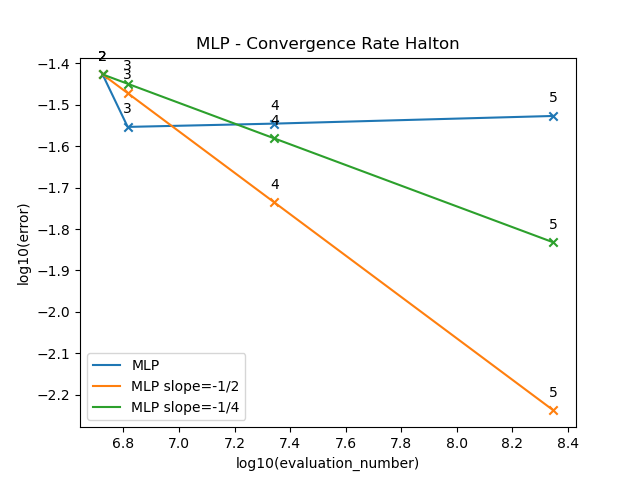 MLP - Convergence Rate Halton
−1.4
−1.5
−1.6
−1.7
−1.8
−1.9
−2.0
−2.1
−2.2
log10(error)
2
3
3
3
4
4
4
5
5
5
MLP
MLP slope=-1/2
MLP slope=-1/4
6.8 7.0 7.2 7.4 7.6 7.8 8.0 8.2 8.4
log10(evaluation_number)